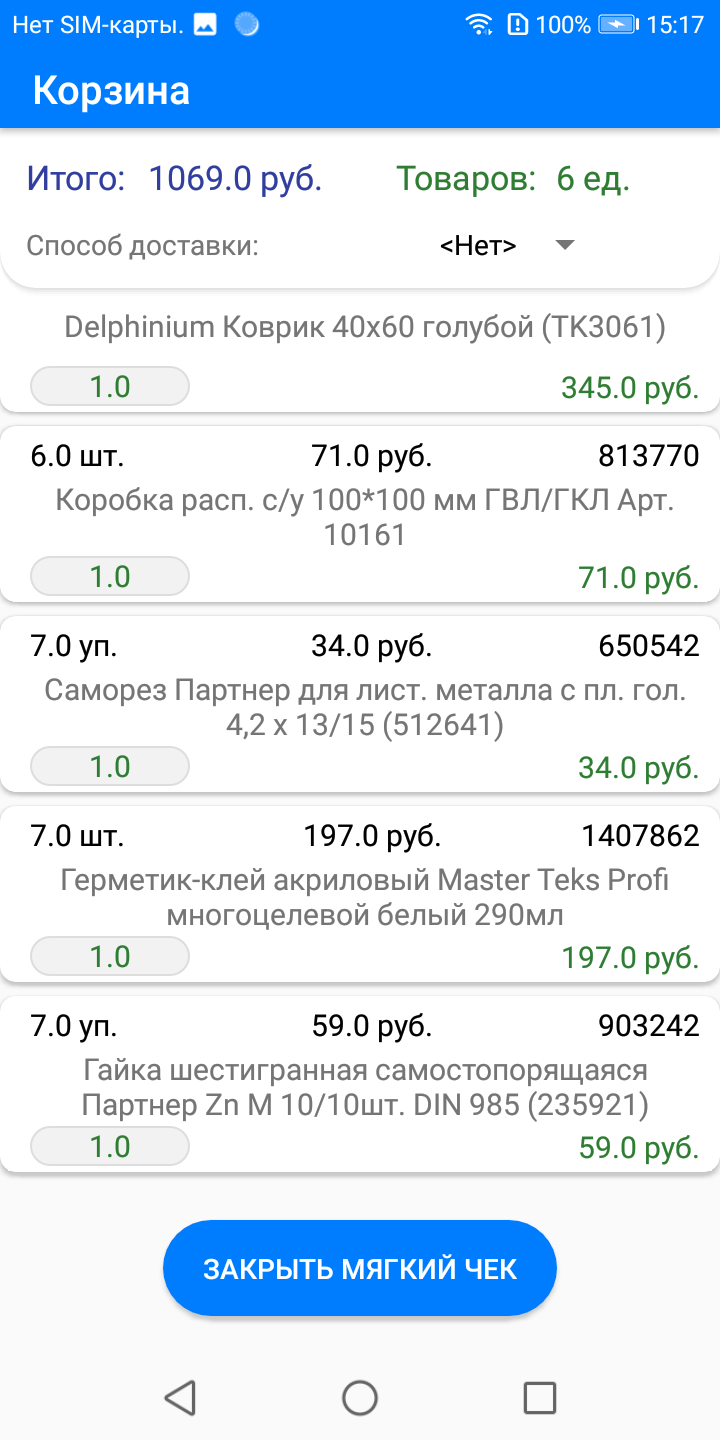 Нет SIM-карты. 100% 15:17
Корзина
Итого: 1069.0 руб. Товаров: 6 ед.
Способ доставки: <Нет>
Delphinium Коврик 40x60 голубой (TK3061)
1.0 345.0 руб.
6.0 шт. 71.0 руб. 813770
Коробка расп. с/у 100*100 мм ГВЛ/ГКЛ Арт.
10161
1.0 71.0 руб.
7.0 уп. 34.0 руб. 650542
Саморез Партнер для лист. металла с пл. гол.
4,2 х 13/15 (512641)
1.0 34.0 руб.
7.0 шт. 197.0 руб. 1407862
Герметик-клей акриловый Master Teks Profi
многоцелевой белый 290мл
1.0 197.0 руб.
7.0 уп. 59.0 руб. 903242
Гайка шестигранная самостопорящаяся
Партнер Zn М 10/10шт. DIN 985 (235921)
1.0 59.0 руб.
ЗАКРЫТЬ МЯГКИЙ ЧЕК